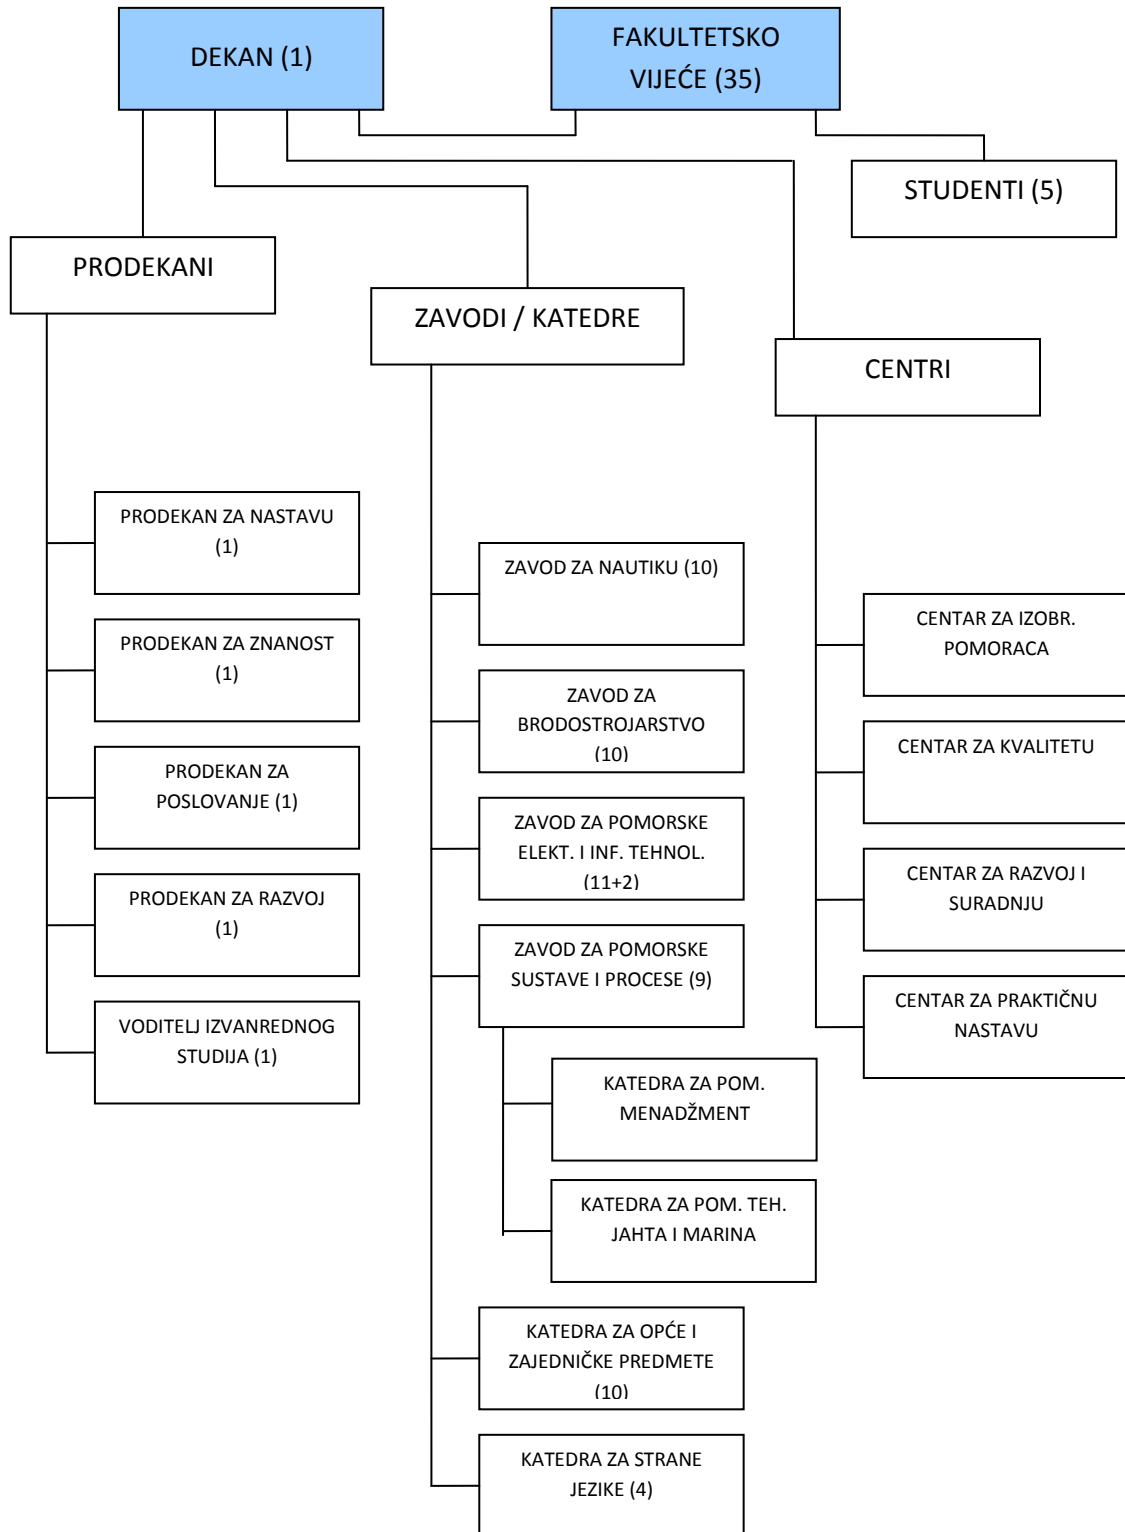 DEKAN (1)
FAKULTETSKO
VIJEĆE (35)
STUDENTI (5)
PRODEKANI
ZAVODI / KATEDRE
CENTRI
PRODEKAN ZA NASTAVU
(1)
PRODEKAN ZA ZNANOST
(1)
PRODEKAN ZA
POSLOVANJE (1)
PRODEKAN ZA RAZVOJ
(1)
VODITELJ IZVANREDNOG
STUDIJA (1)
ZAVOD ZA NAUTIKU (10)
ZAVOD ZA
BRODOSTROJARSTVO
(10)
ZAVOD ZA POMORSKE
ELEKT. I INF. TEHNOL.
(11+2)
ZAVOD ZA POMORSKE
SUSTAVE I PROCESE (9)
KATEDRA ZA POM.
MENADŽMENT
KATEDRA ZA POM. TEH.
JAHTA I MARINA
KATEDRA ZA OPĆE I
ZAJEDNIČKE PREDMETE
(10)
KATEDRA ZA STRANE
JEZIKE (4)
CENTAR ZA IZOBR.
POMORACA
CENTAR ZA KVALITETU
CENTAR ZA RAZVOJ I
SURADNJU
CENTAR ZA PRAKTIČNU
NASTAVU